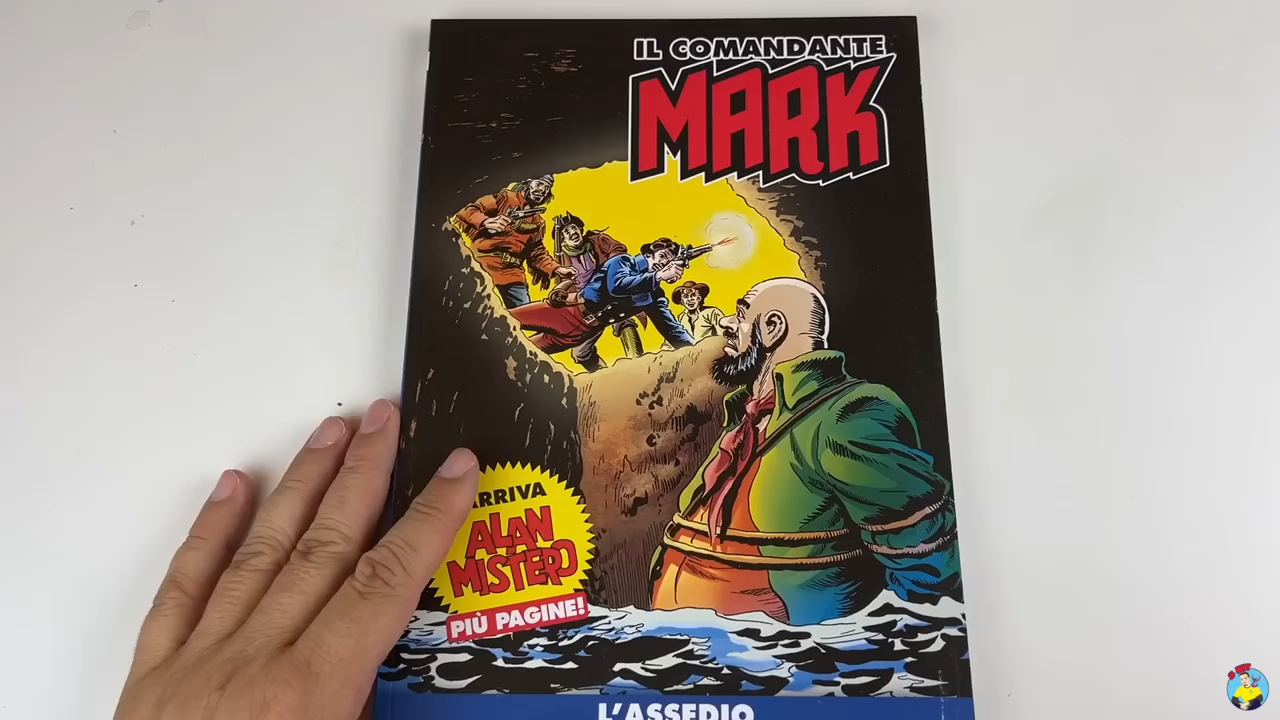 IL COMANDANTE
MARK
ARRIVA
ALAN
MISTERO
PIÙ PAGINE!
L'ASSEDIO